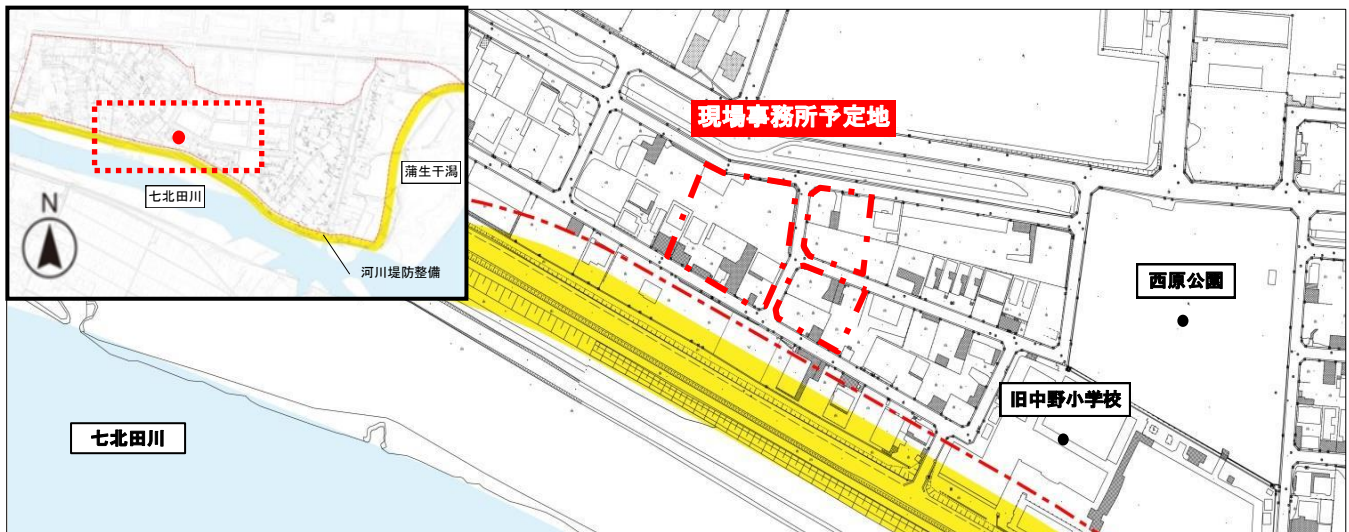 N
七北田川
蒲生干潟
河川堤防整備
現場事務所予定地
西原公園
旧中野小学校
七北田川